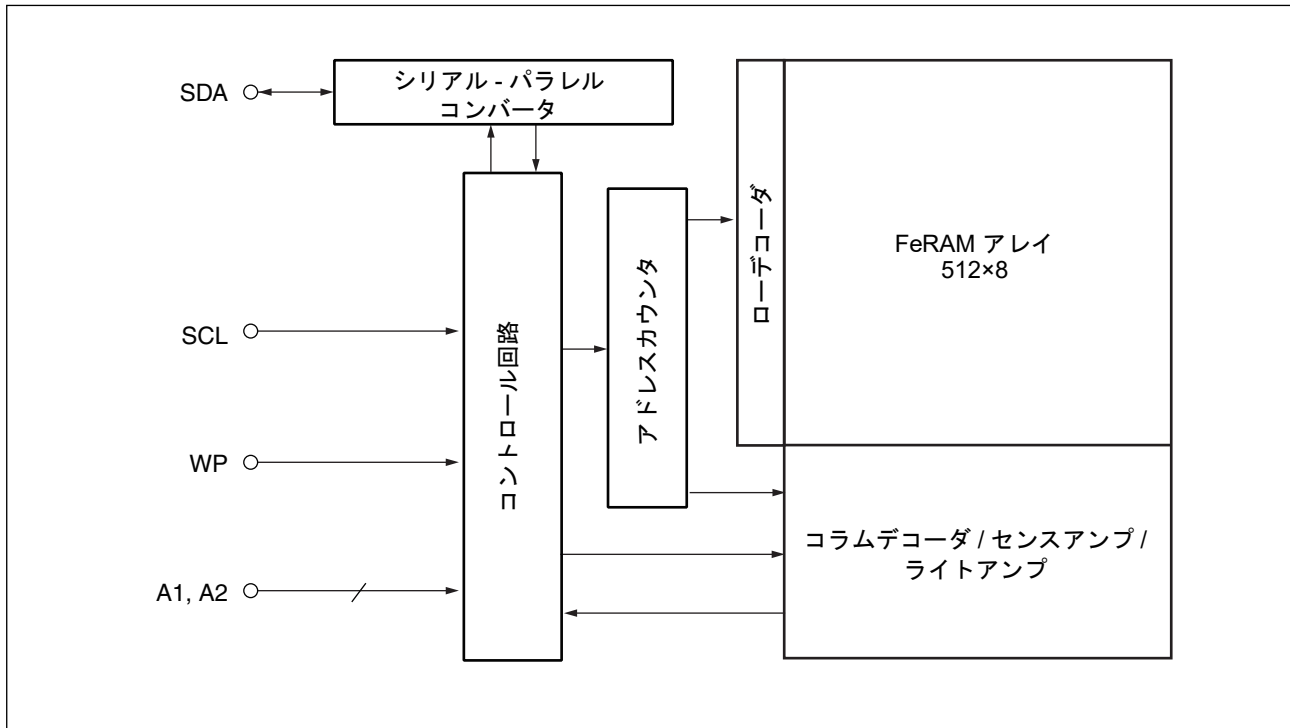 SDA
シリアル - パラレル
コンバータ
SCL
WP
A1, A2
コントロール回路
アドレスカウンタ
ローデコーダ
FeRAM アレイ
512×8
コラムデコーダ / センスアンプ /
ライトアンプ